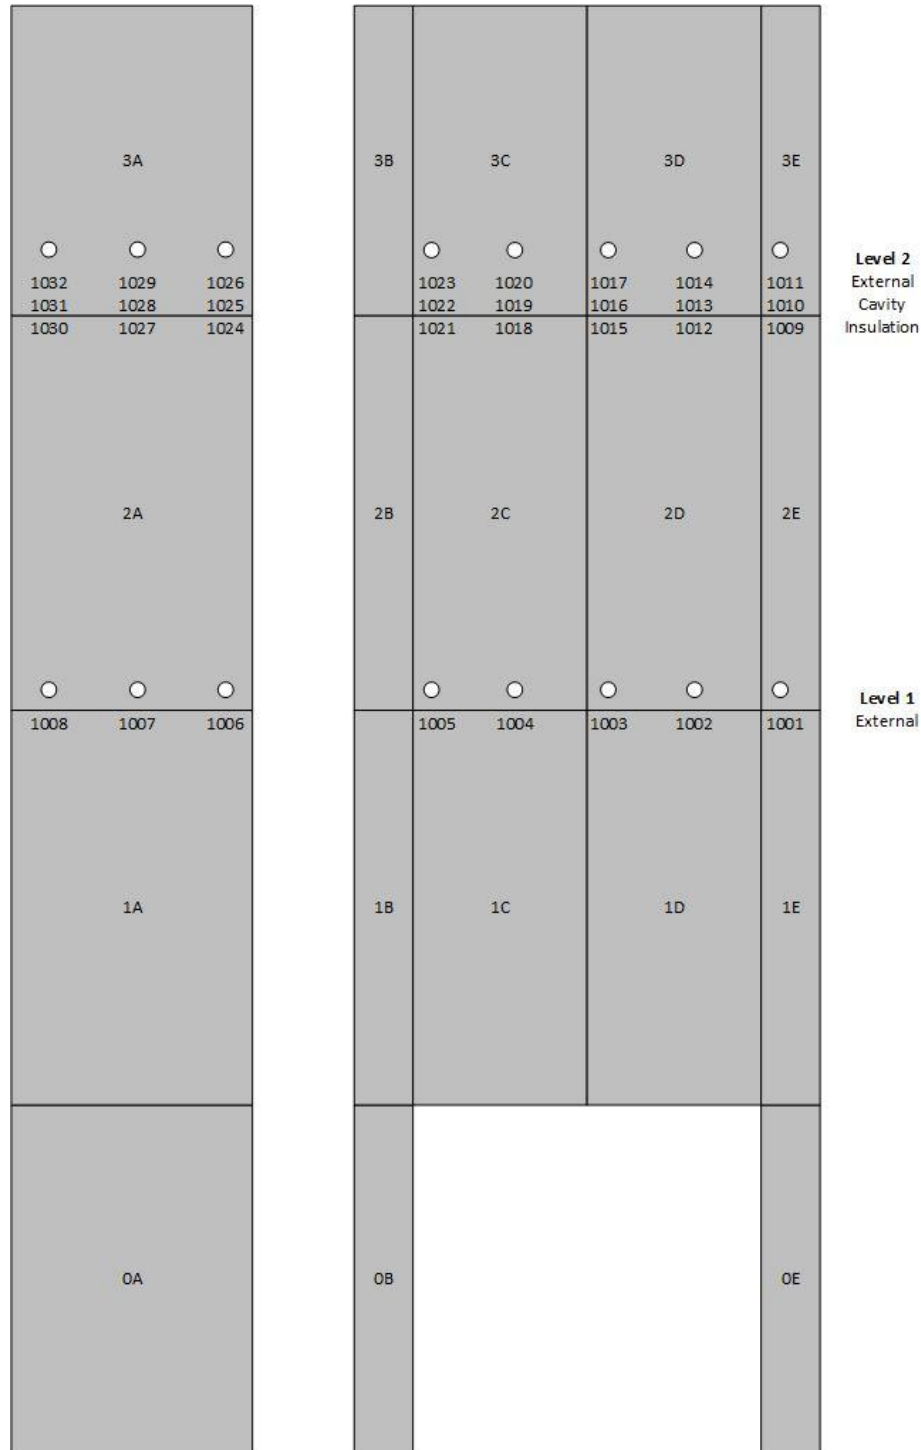 3A 3B 3C 3D 3E
Level 2
1032 1029 1026 1023 1020 1017 1014 1011 External
1031 1028 1025 1022 1019 1016 1013 1010 Cavity
1030 1027 1024 1021 1018 1015 1012 1009 Insulation
2A 2B 2C 2D 2E
Level 1
1008 1007 1006 1005 1004 1003 1002 1001 External
1A 1B 1C 1D 1E
0A 0B 0E